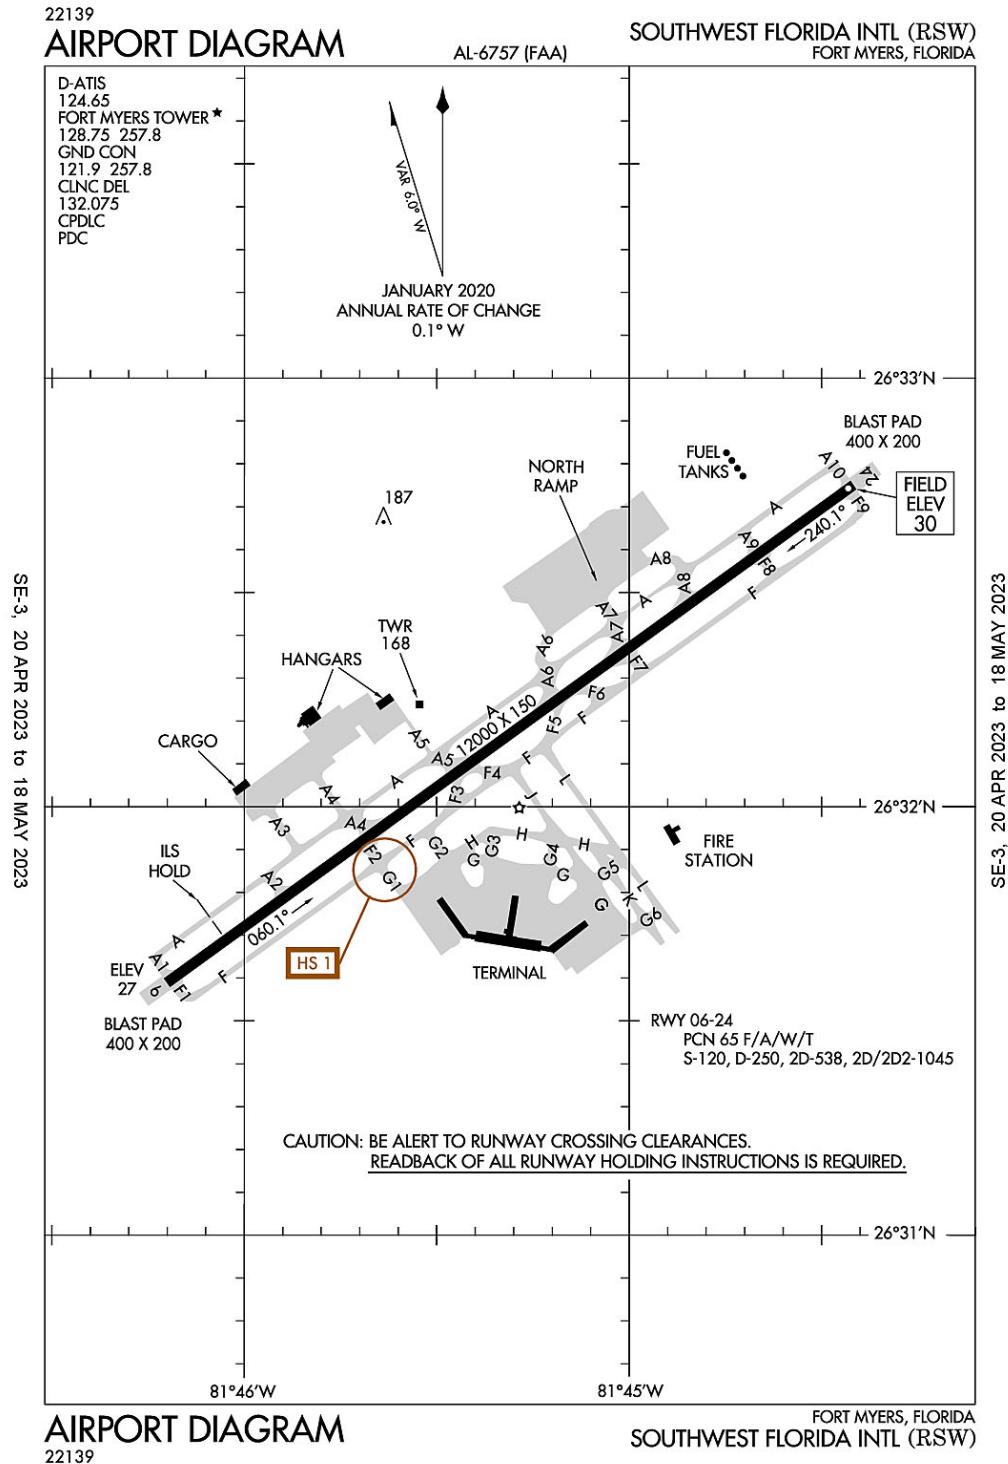 22139
AIRPORT DIAGRAM
AL-6757 (FAA)
SOUTHWEST FLORIDA INTL (RSW)
FORT MYERS, FLORIDA
D-ATIS
124.65
FORT MYERS TOWER ★
128.75 257.8
GND CON
121.9 257.8
CLNC DEL
132.075
CPDLC
PDC
VAR 6.0° W
JANUARY 2020
ANNUAL RATE OF CHANGE
0.1° W
26°33'N
BLAST PAD
400 X 200
FUEL
TANKS
NORTH
RAMP
A10
24
FIELD
ELEV
30
F9
187
A
240.1°
A9
F8
A8
A8
F
A
A7
A7
TWR
168
A6
F7
HANGARS
A6
F6
A
12000 X 150
F5
F
CARGO
A5
A5
F4
F
L
A
F3
J
A4
26°32'N
A3
A4
F
G2
H
G3
H
H
G4
FIRE
STATION
ILS
HOLD
F2
G
G5
A2
G1
G
L
K
G
G6
060.1°
A
HS 1
TERMINAL
A1
F
ELEV
27
6
F1
BLAST PAD
400 X 200
RWY 06-24
PCN 65 F/A/W/T
S-120, D-250, 2D-538, 2D/2D2-1045
CAUTION: BE ALERT TO RUNWAY CROSSING CLEARANCES.
READBACK OF ALL RUNWAY HOLDING INSTRUCTIONS IS REQUIRED.
26°31'N
81°46'W
81°45'W
SE-3, 20 APR 2023 to 18 MAY 2023
SE-3, 20 APR 2023 to 18 MAY 2023
AIRPORT DIAGRAM
22139
FORT MYERS, FLORIDA
SOUTHWEST FLORIDA INTL (RSW)